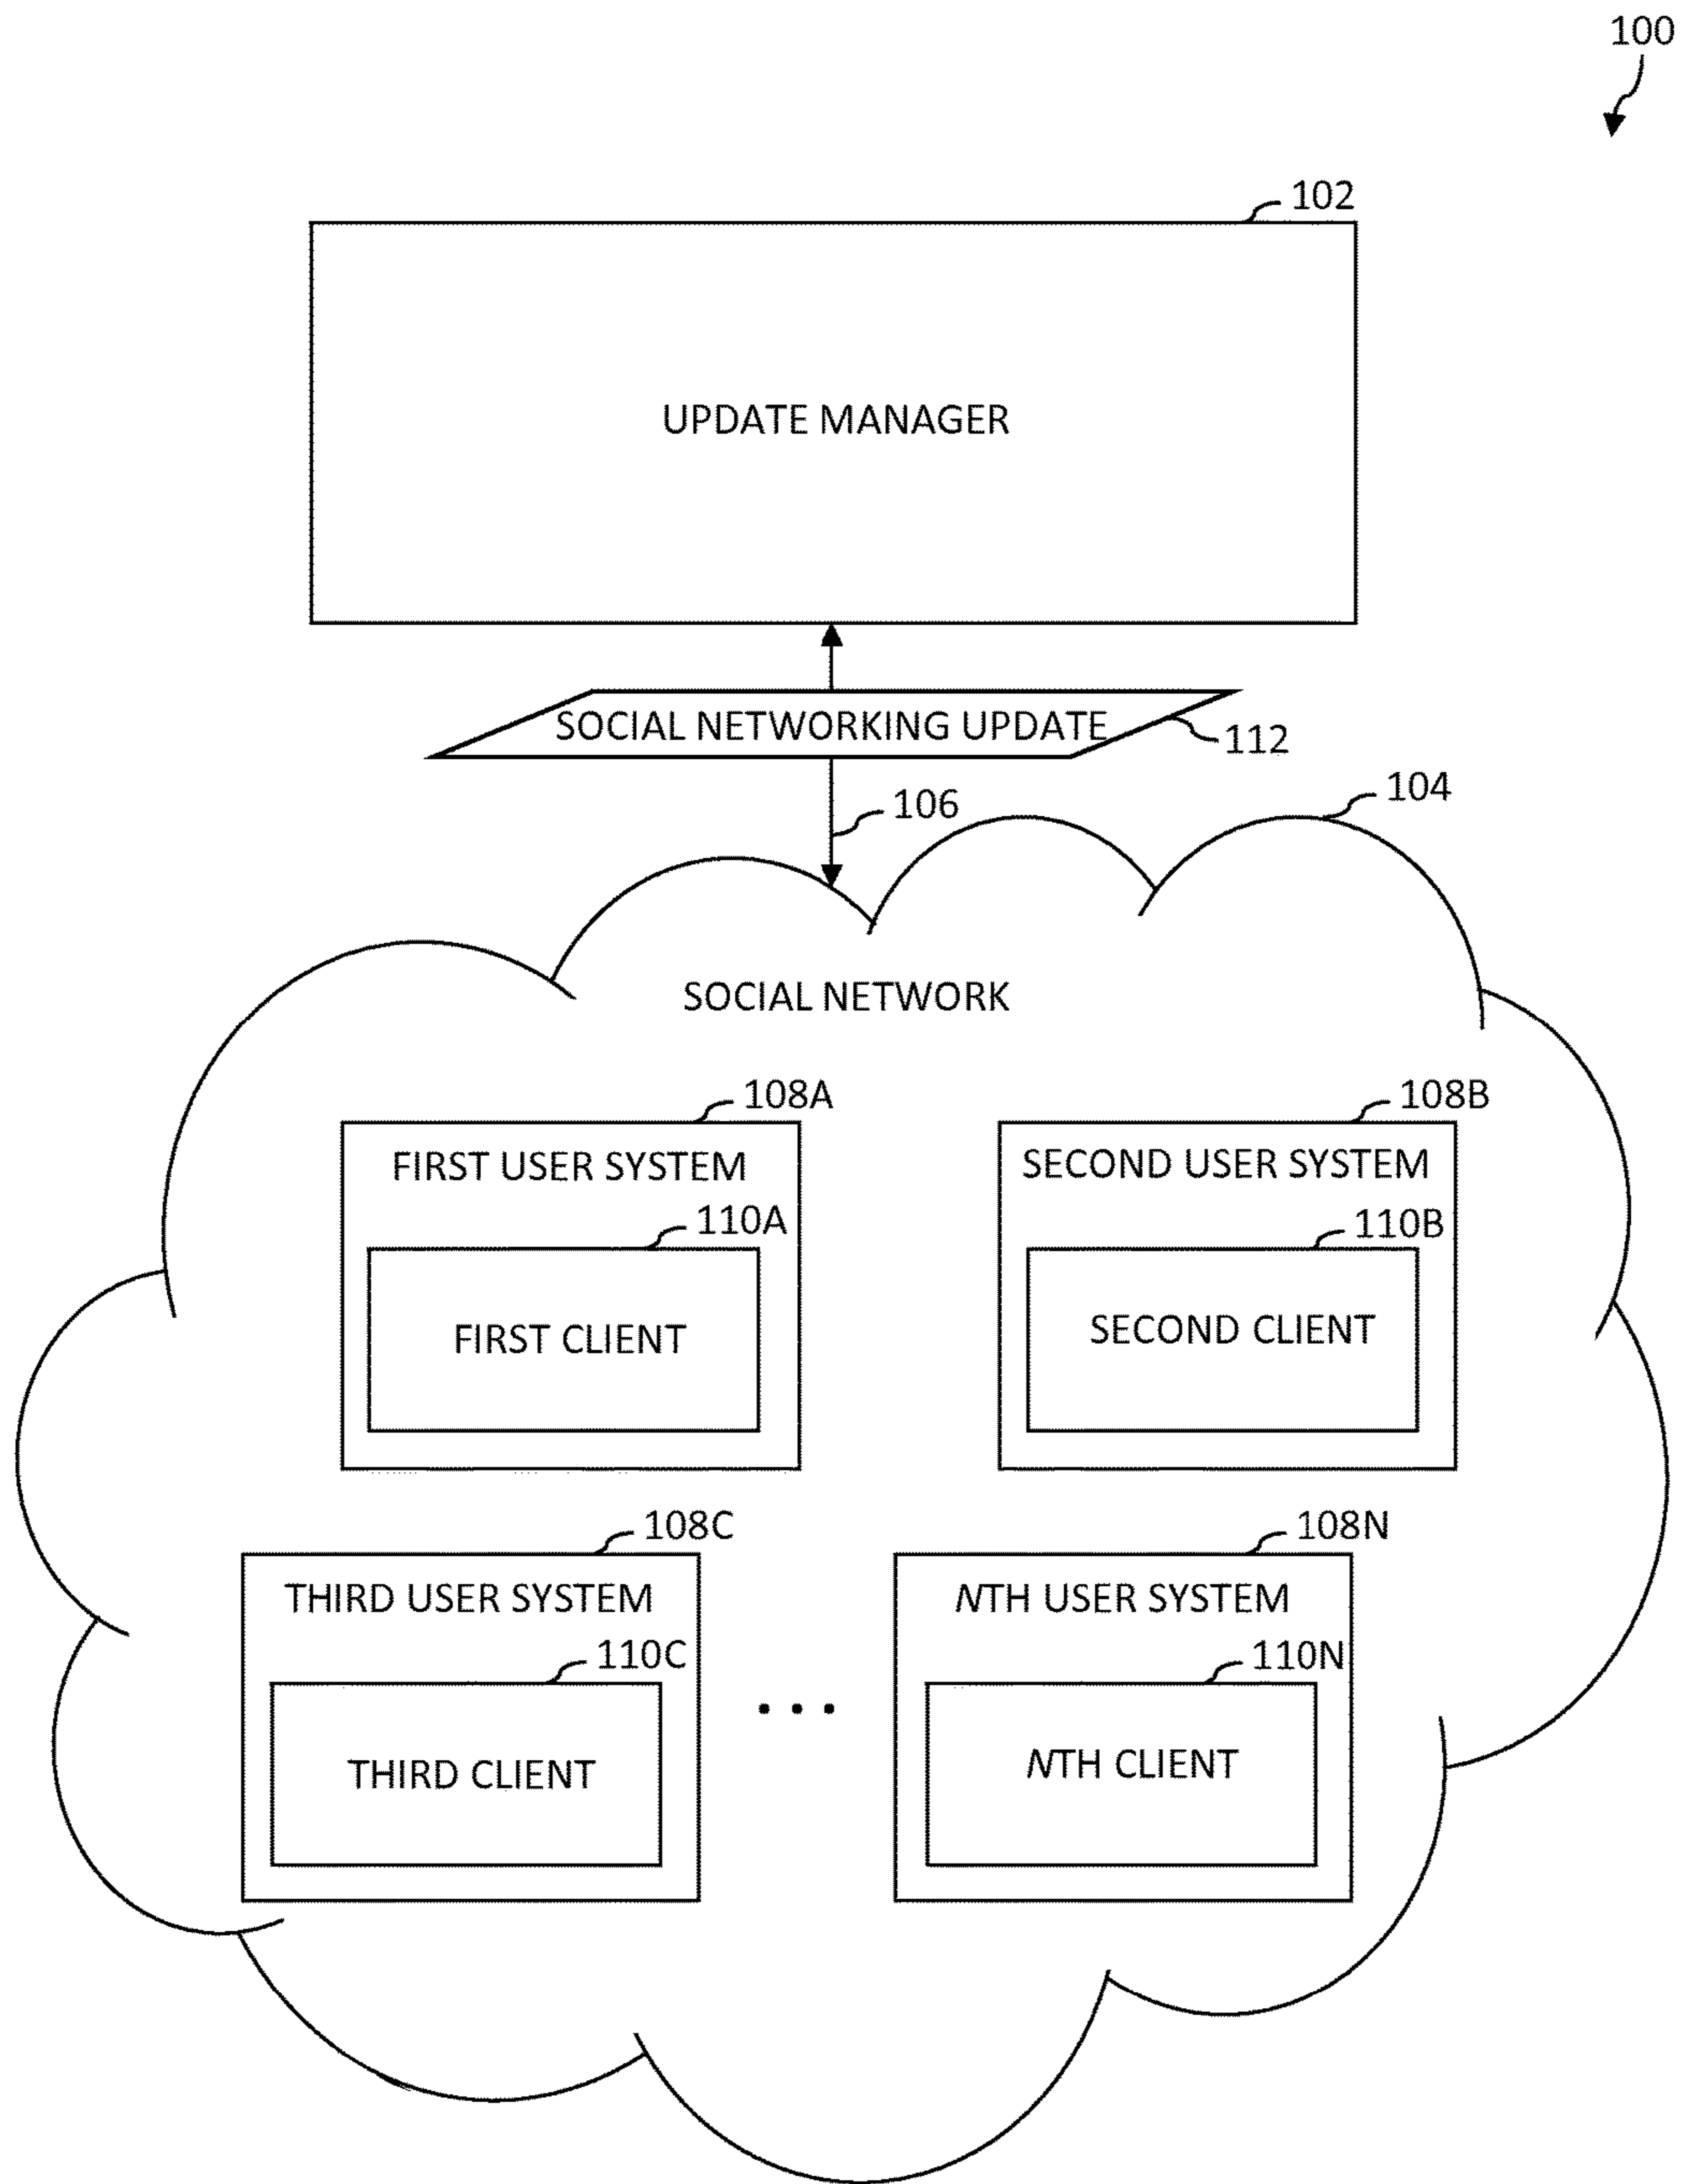 100
102
UPDATE MANAGER
SOCIAL NETWORKING UPDATE
112
106
104
SOCIAL NETWORK
108A
FIRST USER SYSTEM
110A
FIRST CLIENT
108B
SECOND USER SYSTEM
110B
SECOND CLIENT
108C
THIRD USER SYSTEM
110C
THIRD CLIENT
...
108N
NTH USER SYSTEM
110N
NTH CLIENT